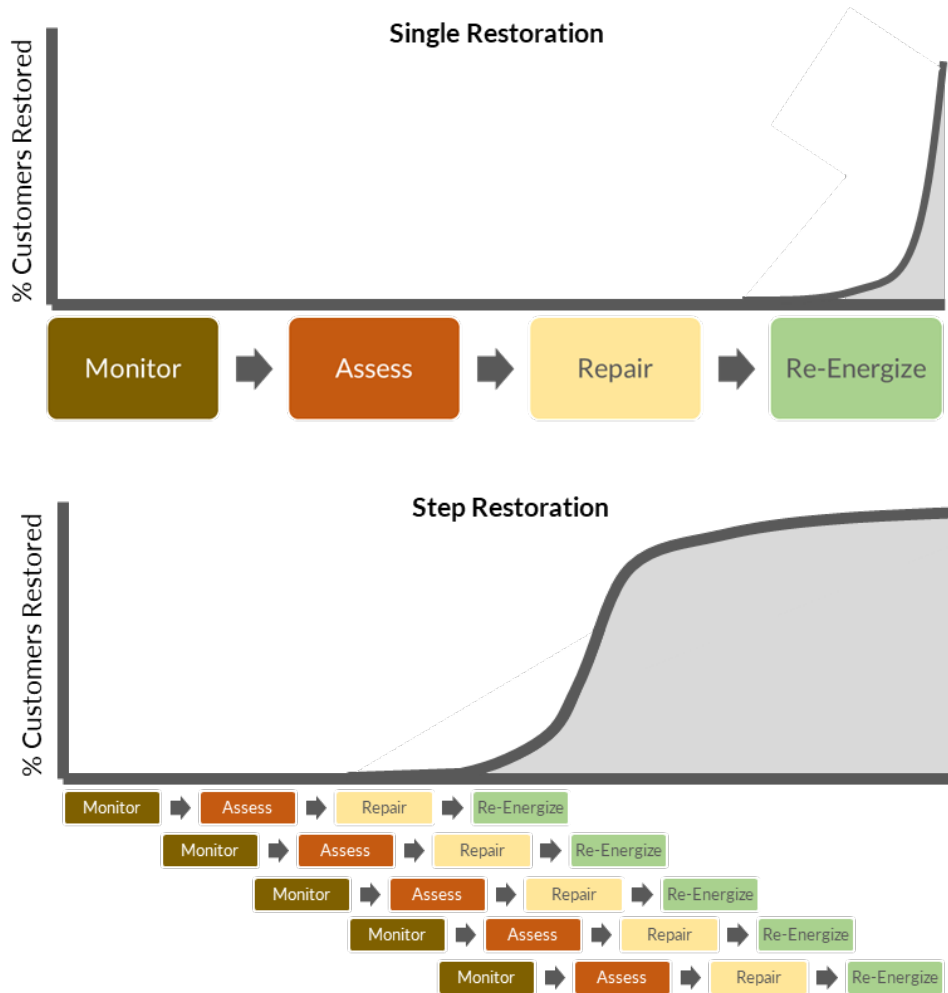 Single Restoration
% Customers Restored
Monitor Assess Repair Re-Energize
Step Restoration
% Customers Restored
Monitor Assess Repair Re-Energize
Monitor Assess Repair Re-Energize
Monitor Assess Repair Re-Energize
Monitor Assess Repair Re-Energize
Monitor Assess Repair Re-Energize